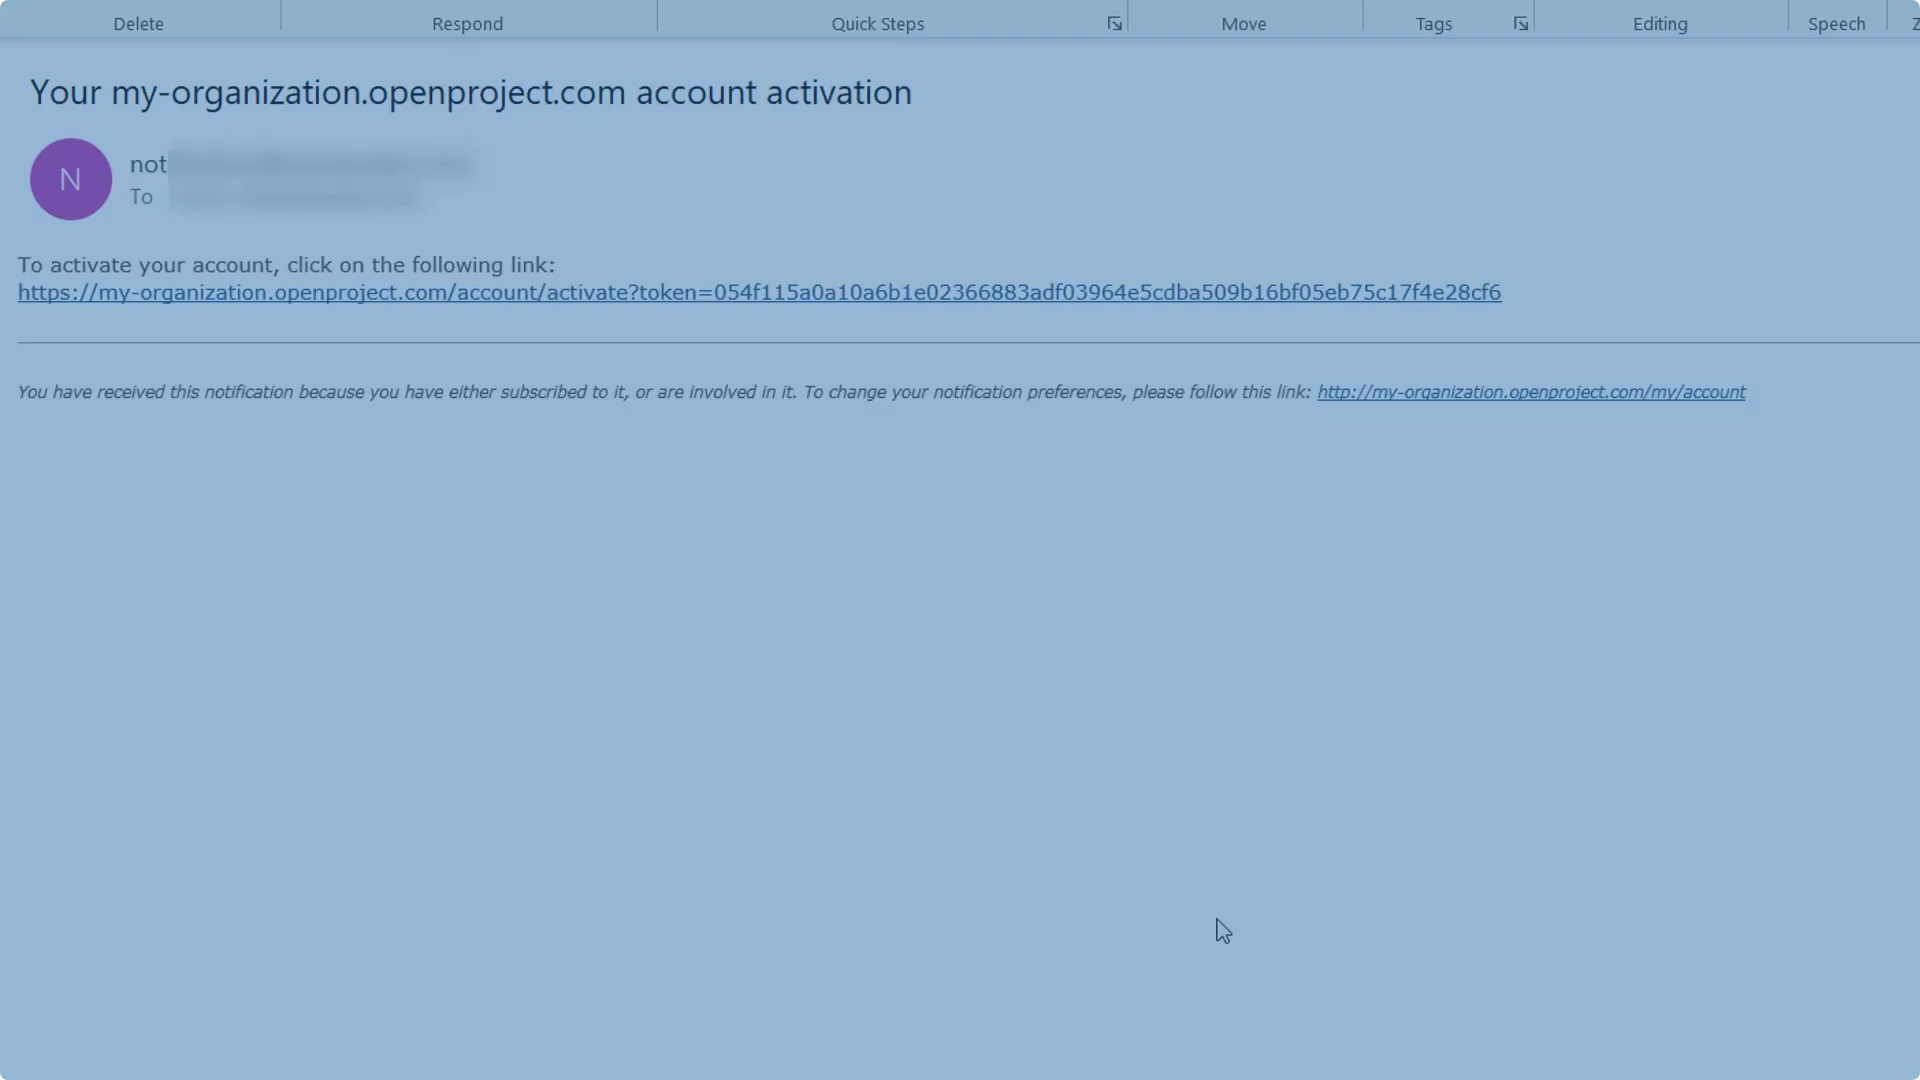 Delete Respond Quick Steps Move Tags Editing Speech Z
Your my-organization.openproject.com account activation
N
not
To
To activate your account, click on the following link:
https://my-organization.openproject.com/account/activate?token=054f115a0a10a6b1e02366883adf03964e5cdba509b16bf05eb75c17f4e28cf6
You have received this notification because you have either subscribed to it, or are involved in it. To change your notification preferences, please follow this link: http://my-organization.openproject.com/my/account